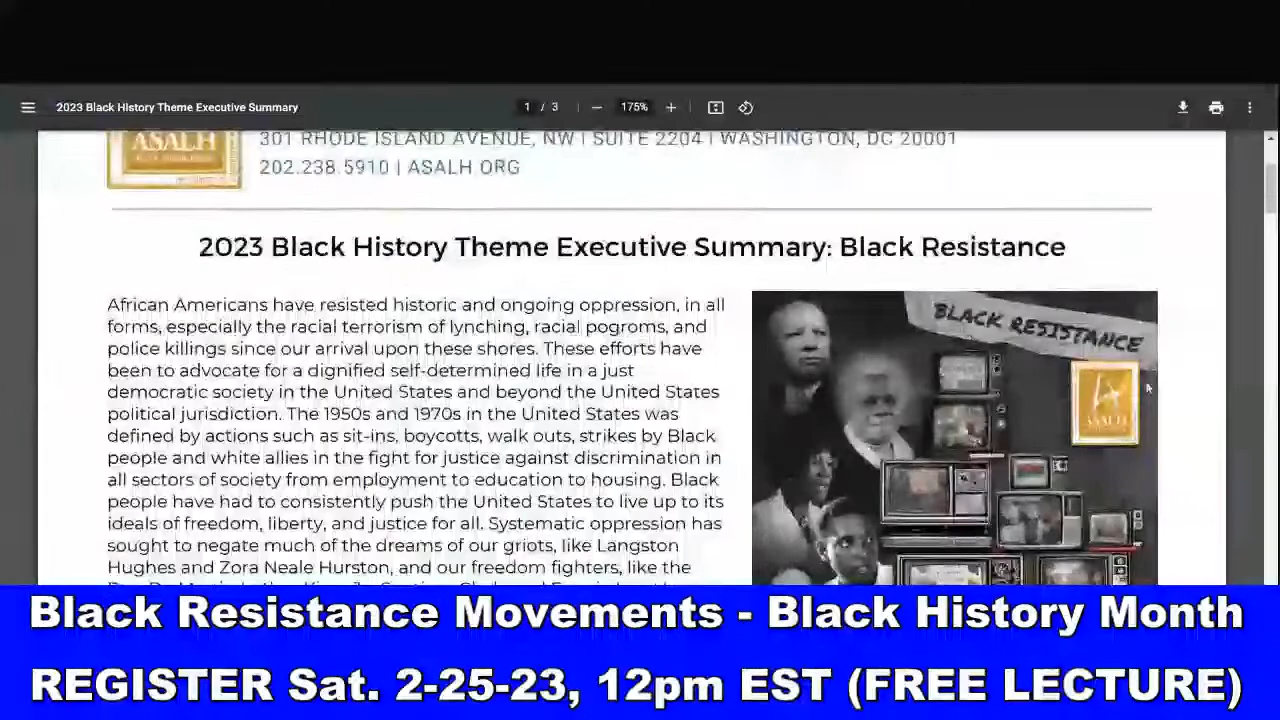 2023 Black History Theme Executive Summary
1 / 3
175%
ASALH
301 RHODE ISLAND AVENUE, NW | SUITE 2204 | WASHINGTON, DC 20001
202.238.5910 | ASALH.ORG
2023 Black History Theme Executive Summary: Black Resistance
African Americans have resisted historic and ongoing oppression, in all
forms, especially the racial terrorism of lynching, racial pogroms, and
police killings since our arrival upon these shores. These efforts have
been to advocate for a dignified self-determined life in a just
democratic society in the United States and beyond the United States
political jurisdiction. The 1950s and 1970s in the United States was
defined by actions such as sit-ins, boycotts, walk outs, strikes by Black
people and white allies in the fight for justice against discrimination in
all sectors of society from employment to education to housing. Black
people have had to consistently push the United States to live up to its
ideals of freedom, liberty, and justice for all. Systematic oppression has
sought to negate much of the dreams of our griots, like Langston
Hughes and Zora Neale Hurston, and our freedom fighters, like the
BLACK RESISTANCE
ASALH
Black Resistance Movements - Black History Month
REGISTER Sat. 2-25-23, 12pm EST (FREE LECTURE)